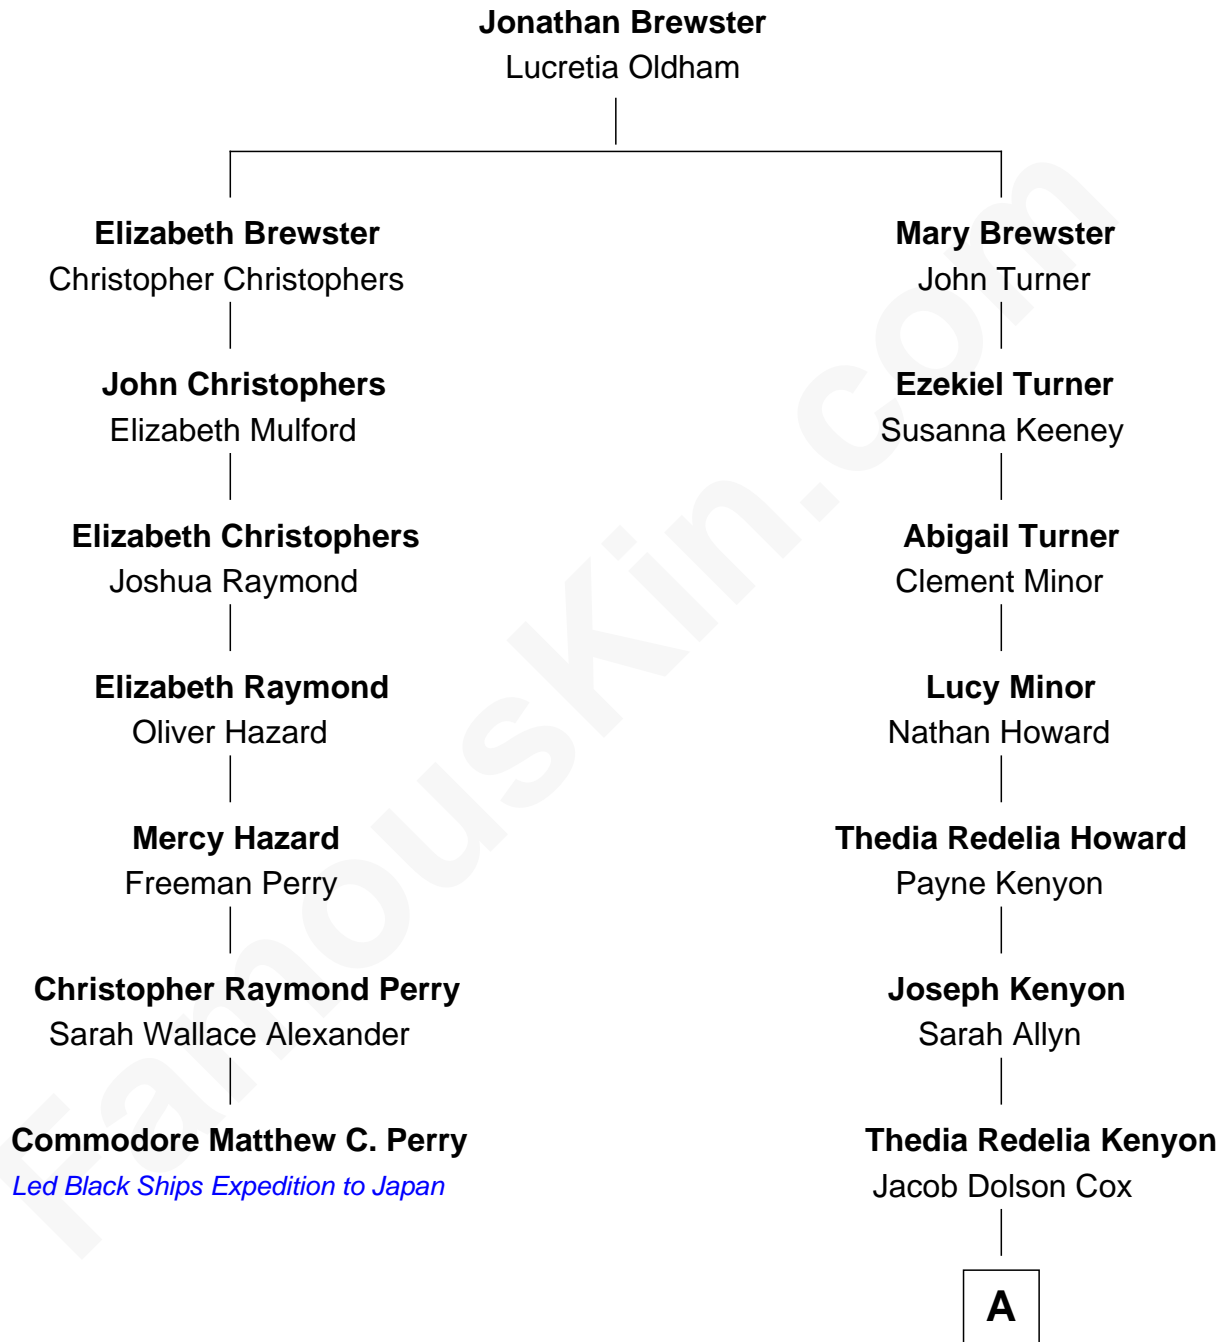 Jonathan Brewster
Lucretia Oldham
Elizabeth Brewster
Christopher Christophers
John Christophers
Elizabeth Mulford
Elizabeth Christophers
Joshua Raymond
Elizabeth Raymond
Oliver Hazard
Mercy Hazard
Freeman Perry
Christopher Raymond Perry
Sarah Wallace Alexander
Commodore Matthew C. Perry
Led Black Ships Expedition to Japan
Mary Brewster
John Turner
Ezekiel Turner
Susanna Keeney
Abigail Turner
Clement Minor
Lucy Minor
Nathan Howard
Thedia Redelia Howard
Payne Kenyon
Joseph Kenyon
Sarah Allyn
Thedia Redelia Kenyon
Jacob Dolson Cox
A
FamousKin.com